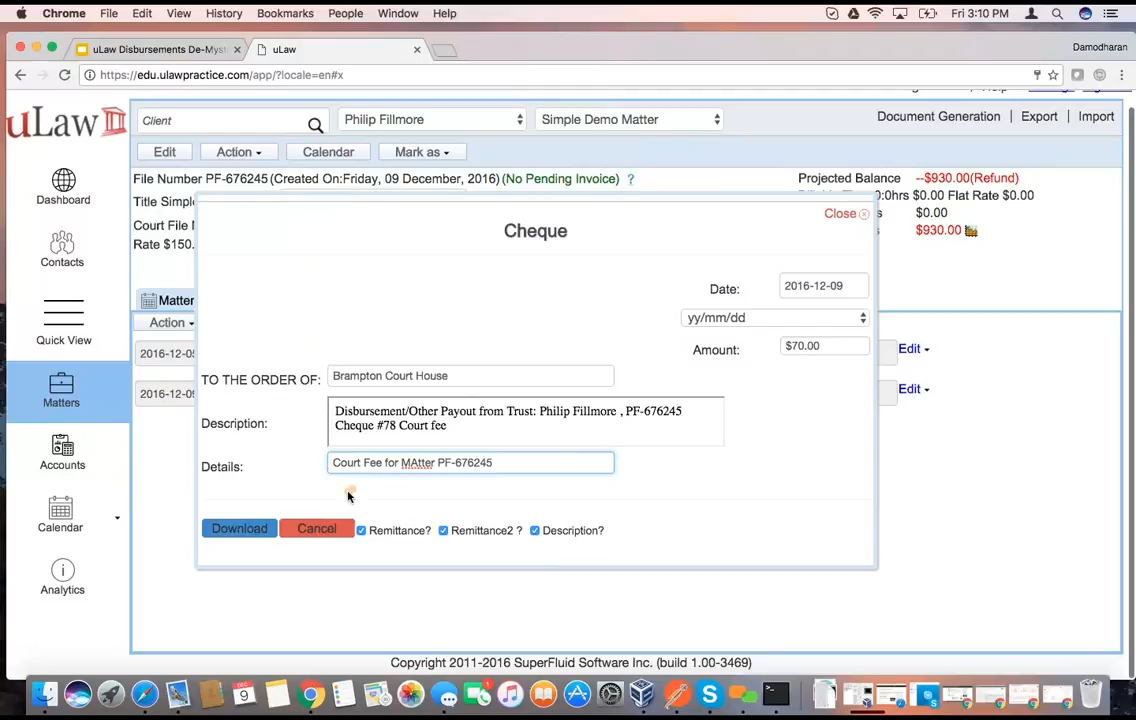 Chrome File Edit View History Bookmarks People Window Help Fri 3:10 PM
uLaw Disbursements De-Myst
uLaw
Damodharan
https://edu.ulawpractice.com/app/?locale=en#x
uLaw
Client
Philip Fillmore
Simple Demo Matter
Document Generation | Export | Import
Edit
Action
Calendar
Mark as
File Number PF-676245(Created On:Friday, 09 December, 2016)(No Pending Invoice) ?
Projected Balance --$930.00(Refund)
0:0hrs $0.00 Flat Rate $0.00
Title Simpl
s $0.00
Court File N
$930.00
Rate $150.
Dashboard
Contacts
Quick View
Matters
Accounts
Calendar
Analytics
Matter
Action
2016-12-05
Edit
2016-12-09
Edit
Close
Cheque
Date: 2016-12-09
yy/mm/dd
Amount: $70.00
TO THE ORDER OF: Brampton Court House
Description: Disbursement/Other Payout from Trust: Philip Fillmore , PF-676245
Cheque #78 Court fee
Details: Court Fee for MAtter PF-676245
Download Cancel Remittance? Remittance2 ? Description?
Copyright 2011-2016 SuperFluid Software Inc. (build 1.00-3469)